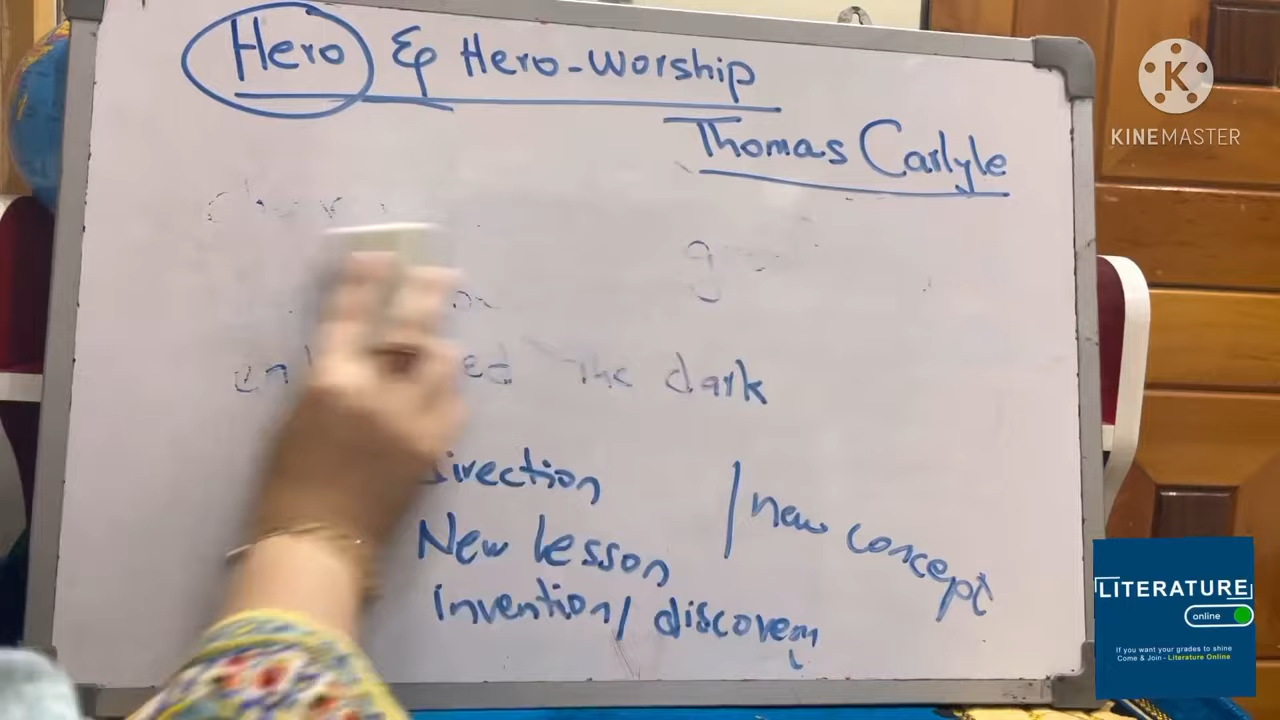 Hero & Hero-worship
Thomas Carlyle
the dark
direction
New lesson
/ new concept
invention/ discovery
KINEMASTER
LITERATURE
online
If you want your grades to shine
Come & Join - Literature Online